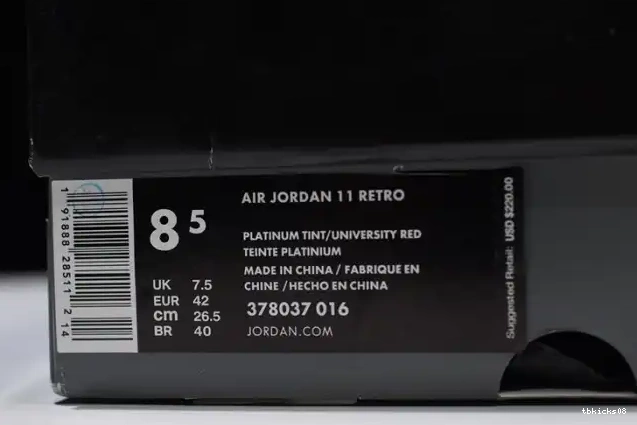 AIR JORDAN 11 RETRO
8 5
PLATINUM TINT/UNIVERSITY RED
TEINTE PLATINIUM
MADE IN CHINA / FABRIQUE EN
CHINE / HECHO EN CHINA
378037 016
JORDAN.COM
UK 7.5
EUR 42
cm 26.5
BR 40
1 91888 28511 2 14
Suggested Retail: USD $220.00
tbkicks08